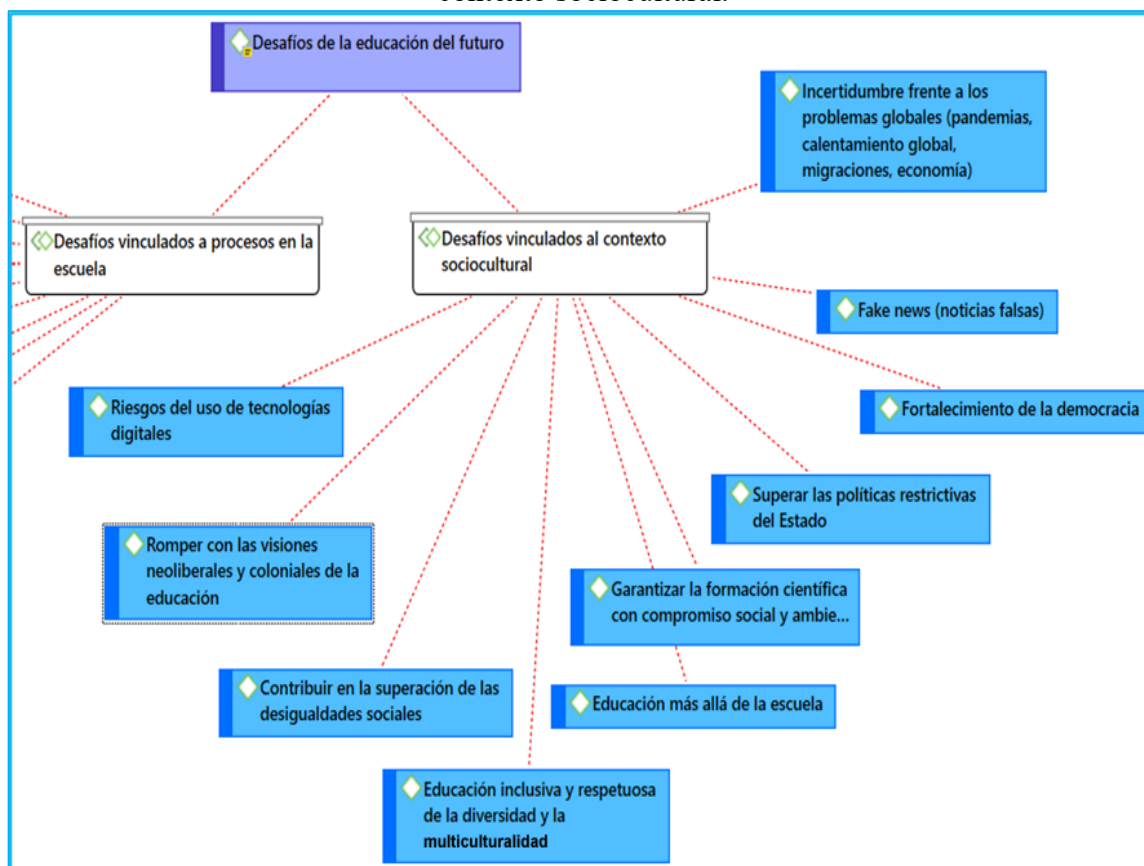 Desafíos de la educación del futuro
Incertidumbre frente a los
problemas globales (pandemias,
calentamiento global,
migraciones, economía)
Desafíos vinculados a procesos en la
escuela
Desafíos vinculados al contexto
sociocultural
Fake news (noticias falsas)
Riesgos del uso de tecnologías
digitales
Fortalecimiento de la democracia
Superar las políticas restrictivas
del Estado
Romper con las visiones
neoliberales y coloniales de la
educación
Garantizar la formación científica
con compromiso social y ambie...
Contribuir en la superación de las
desigualdades sociales
Educación más allá de la escuela
Educación inclusiva y respetuosa
de la diversidad y la
multiculturalidad